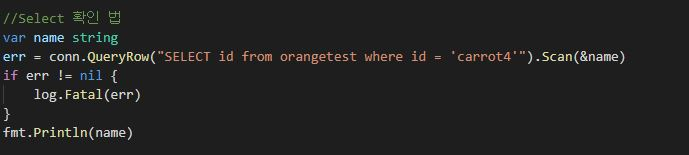 //Select 확인 법
var name string
err = conn.QueryRow("SELECT id from orangetest where id = 'carrot4'").Scan(&name)
if err != nil {
    log.Fatal(err)
}
fmt.Println(name)